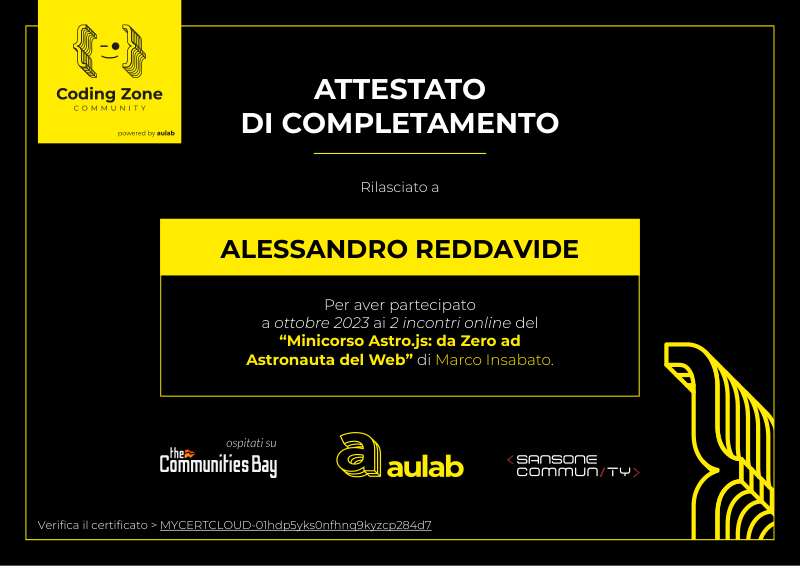 Coding Zone
COMMUNITY
powered by aulab
ATTESTATO
DI COMPLETAMENTO
Rilasciato a
ALESSANDRO REDDAVIDE
Per aver partecipato
a ottobre 2023 ai 2 incontri online del
“Minicorso Astro.js: da Zero ad
Astronauta del Web” di Marco Insabato.
ospitati su
the
Communities Bay
a aulab
<SANSONE
COMMUN/TY>
Verifica il certificato > MYCERTCLOUD-01hdp5yks0nfhnq9kyzcp284d7